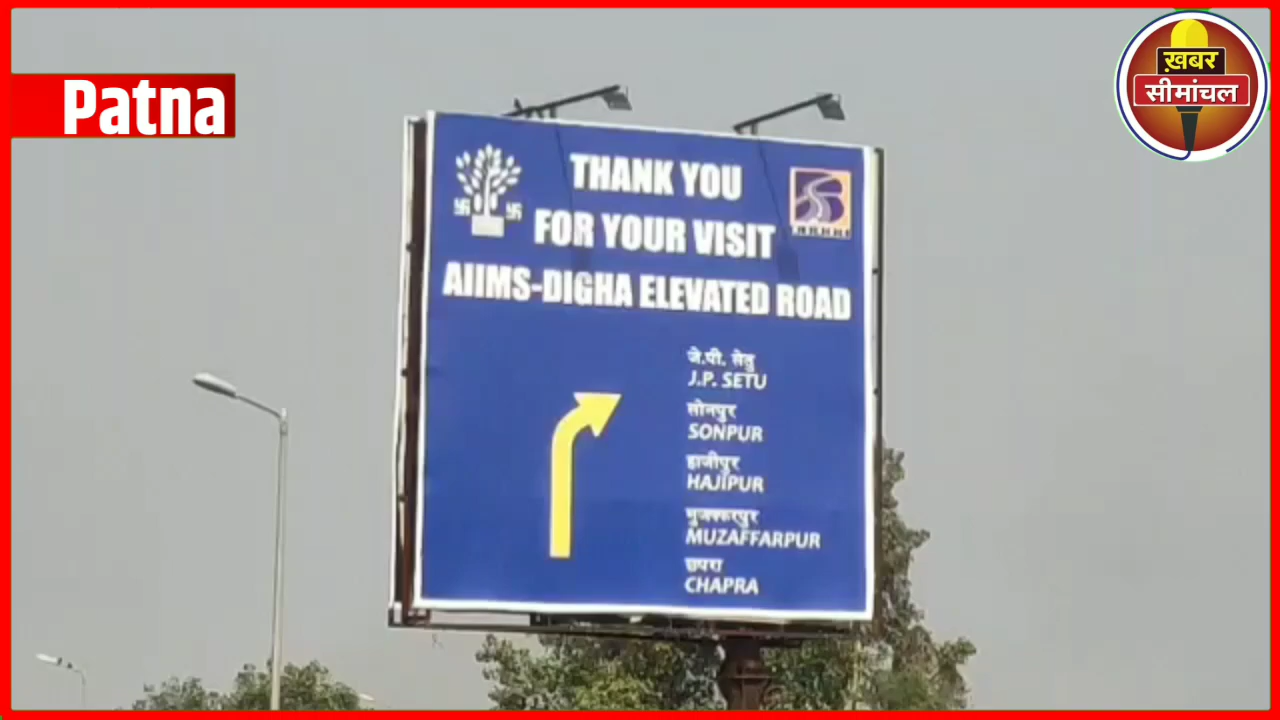 Patna
ख़बर
सीमांचल
THANK YOU
FOR YOUR VISIT
AIIMS-DIGHA ELEVATED ROAD
जे.पी. सेतु
J.P. SETU
सोनपुर
SONPUR
हाजीपुर
HAJIPUR
मुजफ्फरपुर
MUZAFFARPUR
छपरा
CHAPRA